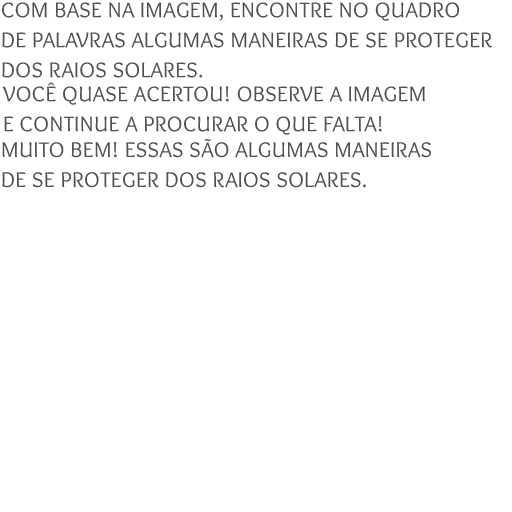 COM BASE NA IMAGEM, ENCONTRE NO QUADRO
DE PALAVRAS ALGUMAS MANEIRAS DE SE PROTEGER
DOS RAIOS SOLARES.
VOCÊ QUASE ACERTOU! OBSERVE A IMAGEM
E CONTINUE A PROCURAR O QUE FALTA!
MUITO BEM! ESSAS SÃO ALGUMAS MANEIRAS
DE SE PROTEGER DOS RAIOS SOLARES.